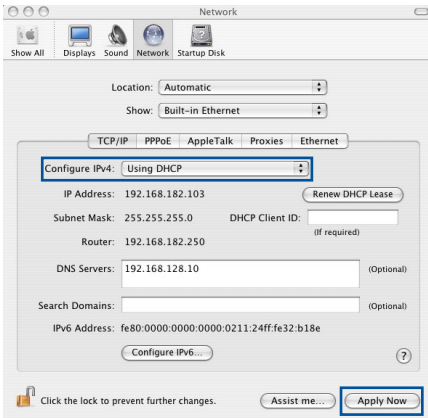 Network
Show All Displays Sound Network Startup Disk
Location: Automatic
Show: Built-in Ethernet
TCP/IP PPPoE AppleTalk Proxies Ethernet
Configure IPv4: Using DHCP
IP Address: 192.168.182.103 Renew DHCP Lease
Subnet Mask: 255.255.255.0 DHCP Client ID:
(If required)
Router: 192.168.182.250
DNS Servers: 192.168.128.10 (Optional)
Search Domains: (Optional)
IPv6 Address: fe80:0000:0000:0000:0211:24ff:fe32:b18e
Configure IPv6... ?
Click the lock to prevent further changes. Assist me... Apply Now